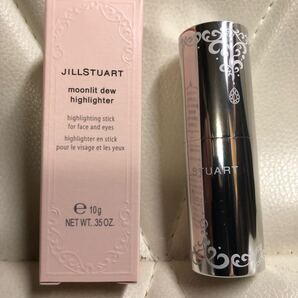 JILLSTUART
moonlit dew
highlighter
highlighting stick
for face and eyes
highlighter en stick
pour le visage et les yeux
℮ 10g
NET WT. .35 OZ.
STUART